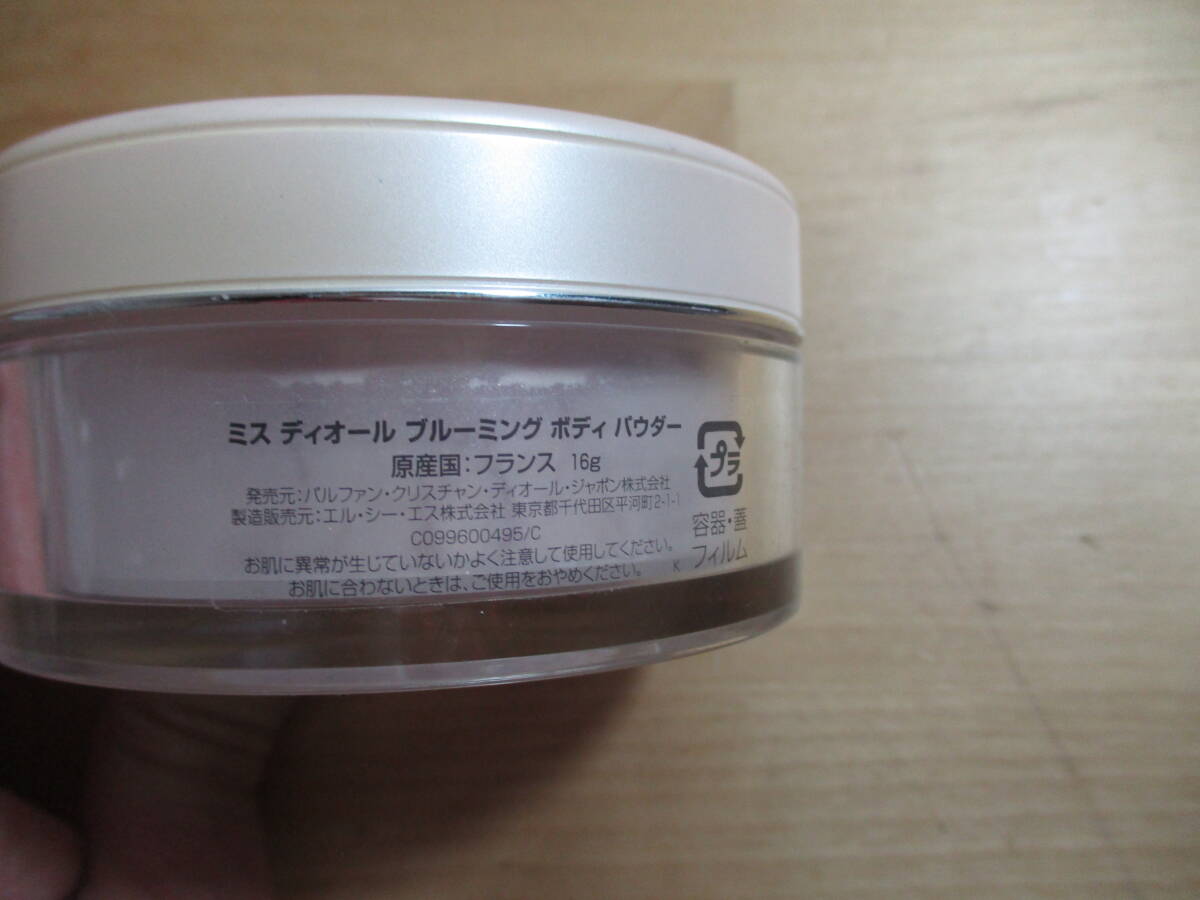 ミス ディオール ブルーミング ボディ パウダー
原産国:フランス 16g
発売元:パルファン・クリスチャン・ディオール・ジャポン株式会社
製造販売元:エル・シー・エス株式会社 東京都千代田区平河町2-1-1
C099600495/C
お肌に異常が生じていないかよく注意して使用してください。
お肌に合わないときは、ご使用をおやめください。 K
プラ
容器・蓋
フィルム